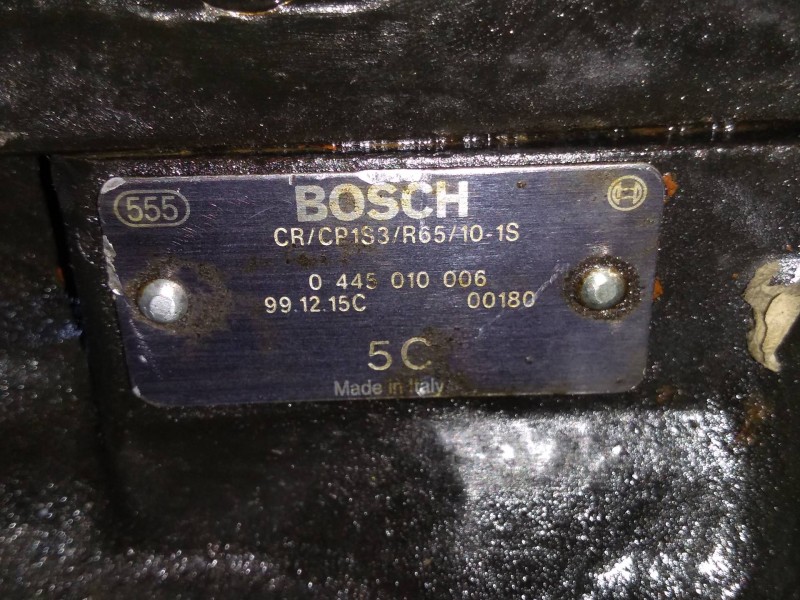 555
BOSCH
CR/CP1S3/R65/10-1S
0 445 010 006
99.12.15C 00180
5C
Made in Italy